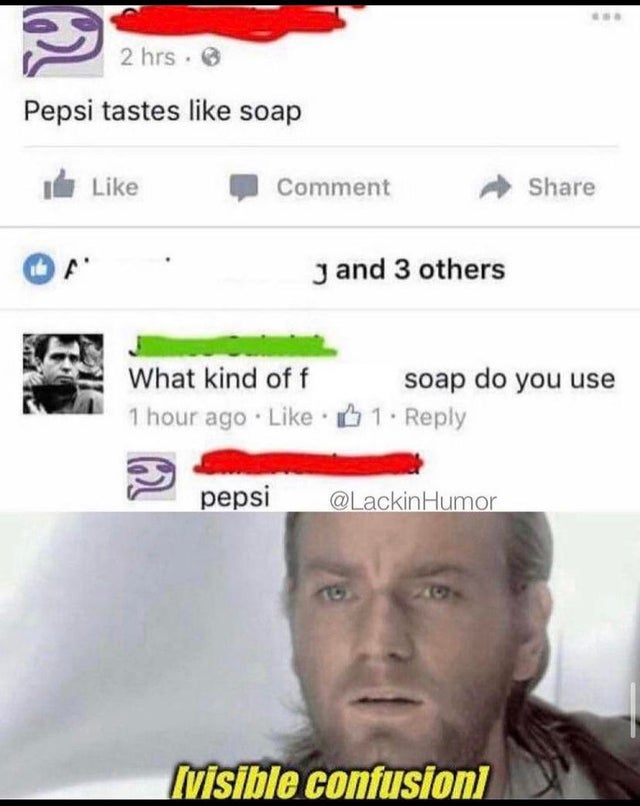 2 hrs ·
Pepsi tastes like soap
Like Comment Share
and 3 others
What kind of f soap do you use
1 hour ago · Like · 1 · Reply
pepsi @LackinHumor
[visible confusion]